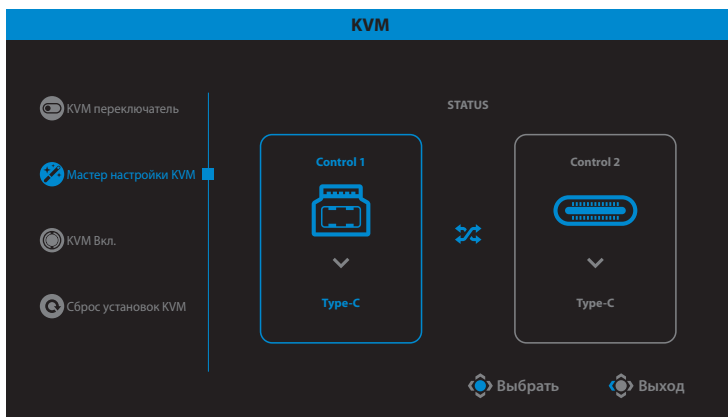 KVM
KVM переключатель
Мастер настройки KVM
KVM Вкл.
Сброс установок KVM
STATUS
Control 1
Type-C
Control 2
Type-C
Выбрать
Выход